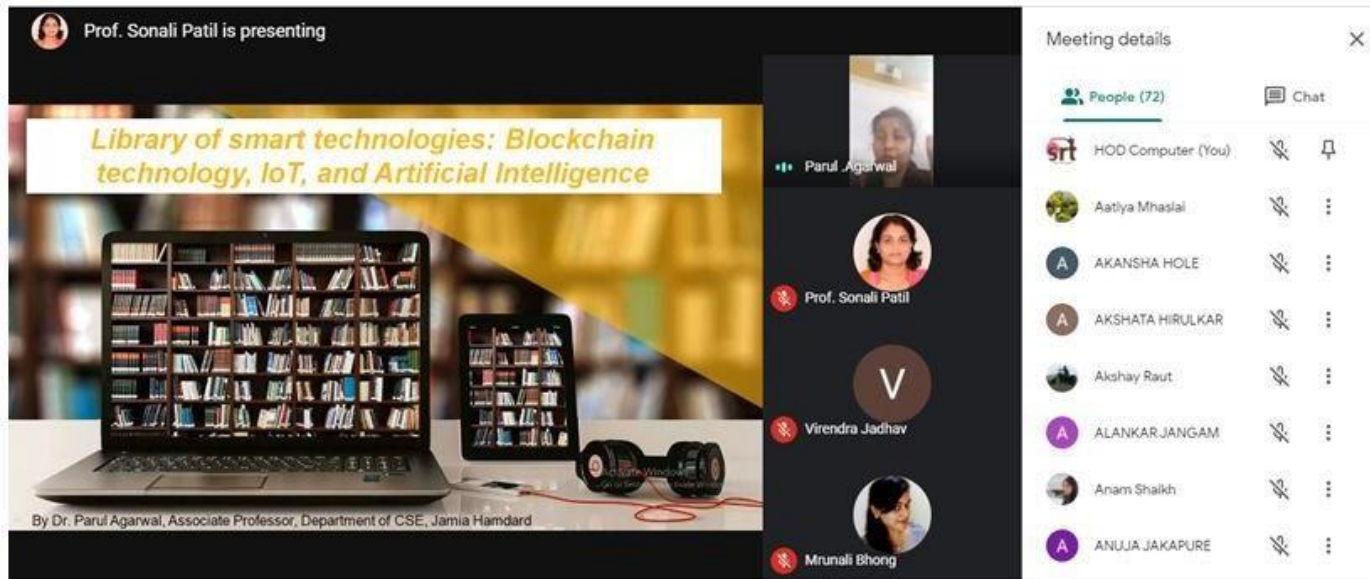 Prof. Sonali Patil is presenting
Library of smart technologies: Blockchain
technology, IoT, and Artificial Intelligence
By Dr. Parul Agarwal, Associate Professor, Department of CSE, Jamia Hamdard
Parul .Agarwal
Prof. Sonali Patil
V
Virendra Jadhav
Mrunali Bhong
Meeting details
People (72)
Chat
srt HOD Computer (You)
Aatiya Mhaslai
A AKANSHA HOLE
A AKSHATA HIRULKAR
Akshay Raut
A ALANKAR JANGAM
Anam Shaikh
A ANUJA JAKAPURE